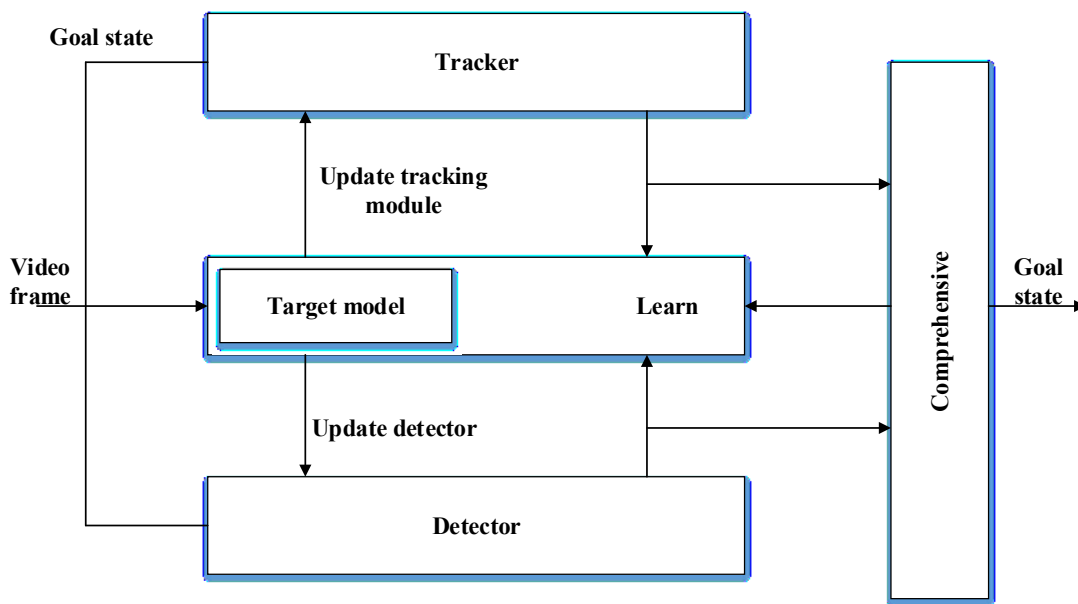 Goal state
Tracker
Update tracking
module
Video
frame
Target model
Learn
Comprehensive
Goal
state
Update detector
Detector